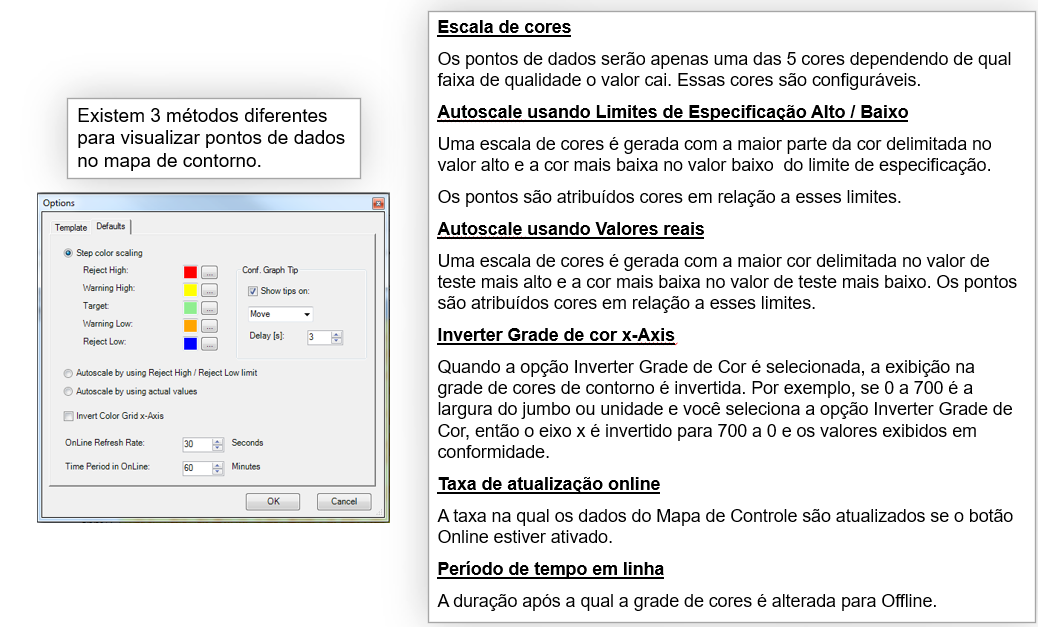 Existem 3 métodos diferentes
para visualizar pontos de dados
no mapa de contorno.
Options
Template Defaults
Step color scaling
Reject High: ...
Warning High: ...
Target: ...
Warning Low: ...
Reject Low: ...
Conf. Graph Tip
Show tips on:
Move
Delay [s]: 3
Autoscale by using Reject High / Reject Low limit
Autoscale by using actual values
Invert Color Grid x-Axis
OnLine Refresh Rate: 30 Seconds
Time Period in OnLine: 60 Minutes
OK Cancel
Escala de cores
Os pontos de dados serão apenas uma das 5 cores dependendo de qual
faixa de qualidade o valor cai. Essas cores são configuráveis.
Autoscale usando Limites de Especificação Alto / Baixo
Uma escala de cores é gerada com a maior parte da cor delimitada no
valor alto e a cor mais baixa no valor baixo do limite de especificação.
Os pontos são atribuídos cores em relação a esses limites.
Autoscale usando Valores reais
Uma escala de cores é gerada com a maior cor delimitada no valor de
teste mais alto e a cor mais baixa no valor de teste mais baixo. Os pontos
são atribuídos cores em relação a esses limites.
Inverter Grade de cor x-Axis
Quando a opção Inverter Grade de Cor é selecionada, a exibição na
grade de cores de contorno é invertida. Por exemplo, se 0 a 700 é a
largura do jumbo ou unidade e você seleciona a opção Inverter Grade de
Cor, então o eixo x é invertido para 700 a 0 e os valores exibidos em
conformidade.
Taxa de atualização online
A taxa na qual os dados do Mapa de Controle são atualizados se o botão
Online estiver ativado.
Período de tempo em linha
A duração após a qual a grade de cores é alterada para Offline.